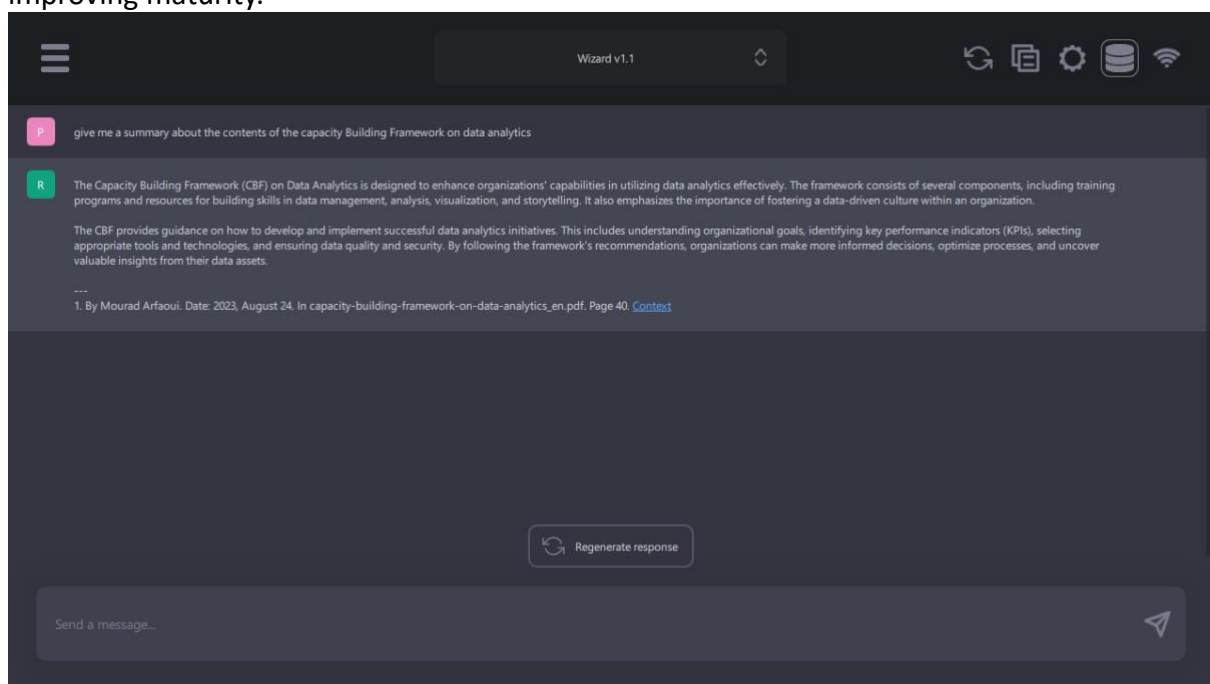 improving maturity.
Wizard v1.1
P
give me a summary about the contents of the capacity Building Framework on data analytics
R
The Capacity Building Framework (CBF) on Data Analytics is designed to enhance organizations' capabilities in utilizing data analytics effectively. The framework consists of several components, including training
programs and resources for building skills in data management, analysis, visualization, and storytelling. It also emphasizes the importance of fostering a data-driven culture within an organization.
The CBF provides guidance on how to develop and implement successful data analytics initiatives. This includes understanding organizational goals, identifying key performance indicators (KPIs), selecting
appropriate tools and technologies, and ensuring data quality and security. By following the framework's recommendations, organizations can make more informed decisions, optimize processes, and uncover
valuable insights from their data assets.
---
1. By Mourad Arfaoui. Date: 2023, August 24. In capacity-building-framework-on-data-analytics_en.pdf. Page 40. Context
Regenerate response
Send a message...